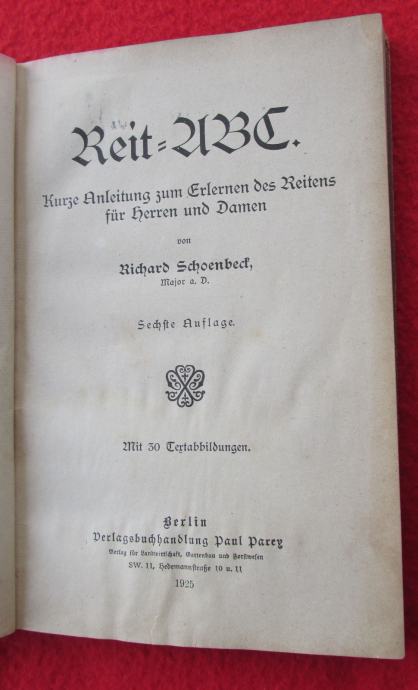 Reit=ABC.
Kurze Anleitung zum Erlernen des Reitens
für Herren und Damen
von
Richard Schoenbeck,
Major a. D.
Sechste Auflage.
Mit 30 Textabbildungen.
Berlin
Verlagsbuchhandlung Paul Parey
Verlag für Landwirtschaft, Gartenbau und Forstwesen
SW. 11, Hedemannstraße 10 u. 11
1925